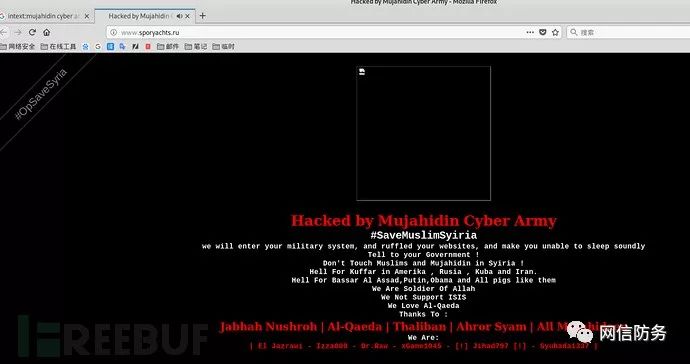 Hacked by Mujahidin Cyber Army - Mozilla Firefox
intext:mujahidin cyber ar
Hacked by Mujahidin C
www.sporyachts.ru
搜索
网络安全 在线工具 会 谷 邮件 笔记 临时
#OpSaveSyria
Hacked by Mujahidin Cyber Army
#SaveMuslimSyiria
we will enter your military system, and ruffled your websites, and make you unable to sleep soundly
Tell to your Government !
Don't Touch Muslims and Mujahid in Syiria !
Hell For Kuffar in Amerika , Rusia , Kuba and Iran.
Hell For Bassar Al Assad,Putin,Obama and All pigs like them
We Are Soldier Of Allah
We Not Support ISIS
We Love Al-Qaeda
Thanks To :
Jabhah Nushroh | Al-Qaeda | Thaliban | Ahror Syam | All
We Are:
| El Jazrawi - Izza009 - Dr.Raw - xGame1045 - [!] Jihad797 [!] -
FREEBUF
网信防务